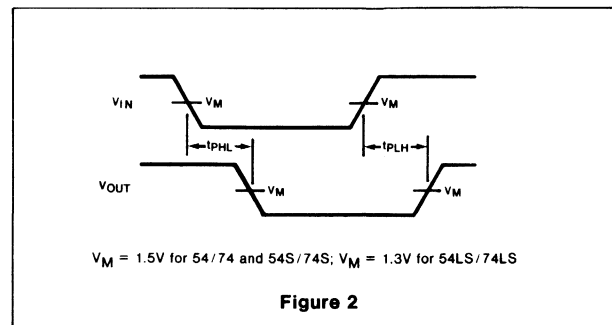 VIN
VM
VM
tPHL
tPLH
VOUT
VM
VM
VM = 1.5V for 54/74 and 54S/74S; VM = 1.3V for 54LS/74LS
Figure 2